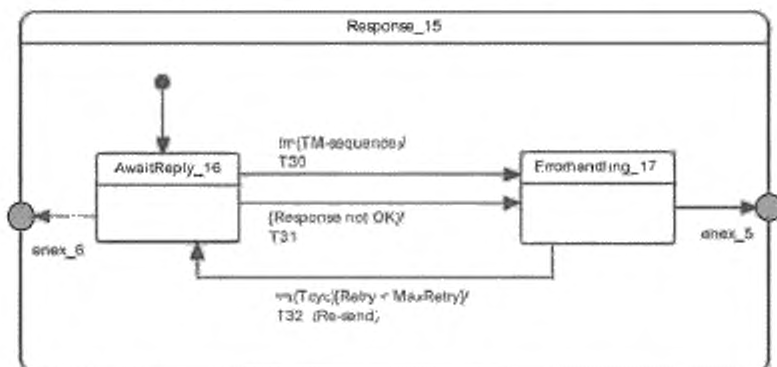 Response_15
tm(TM-sequence)/
T30
AwaitReply_16
Errorhandling_17
[Response not OK]/
T31
enex_6
enex_5
tm(Tcyc)[Retry < MaxRetry]/
T32 (Re-send)